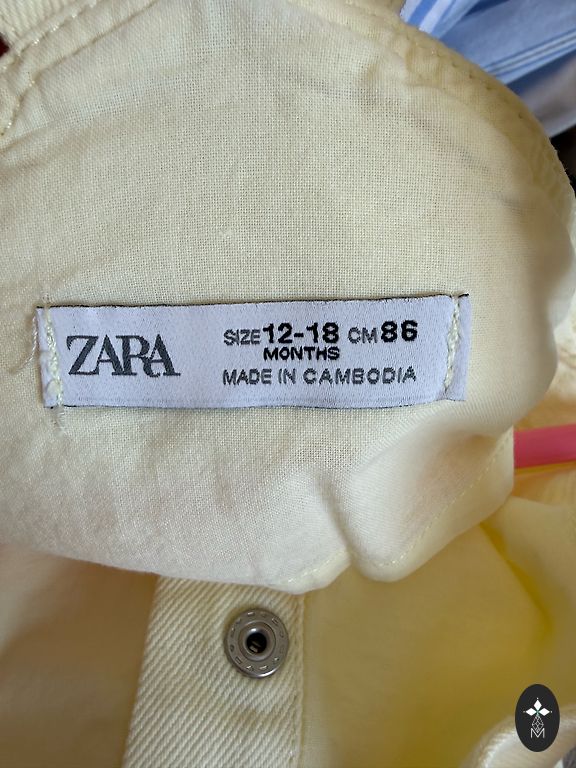 ZARA
SIZE 12-18 CM 86
MONTHS
MADE IN CAMBODIA
M